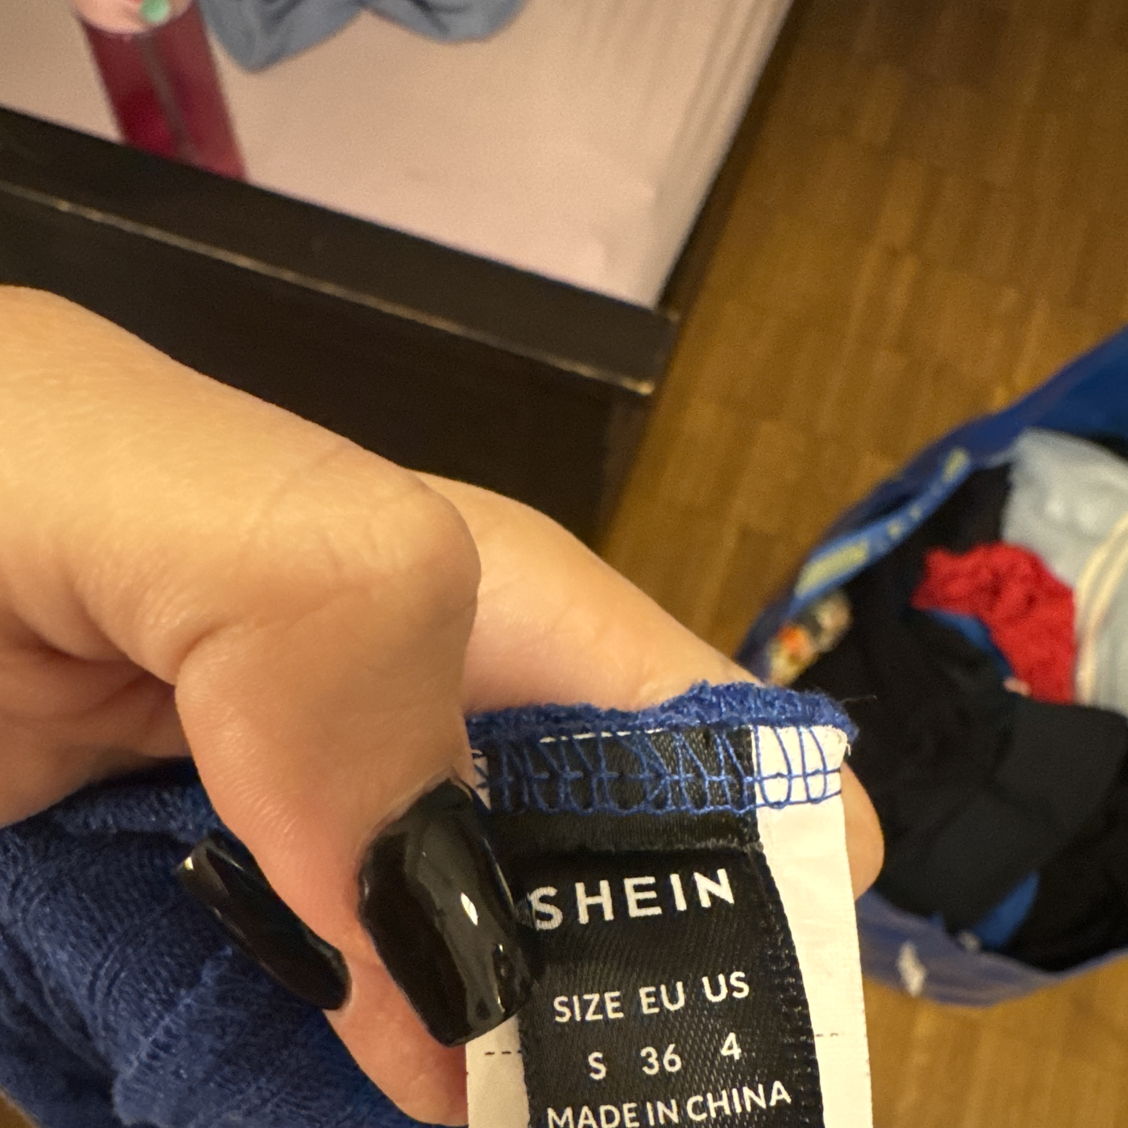 SHEIN
SIZE EU US
S 36 4
MADE IN CHINA